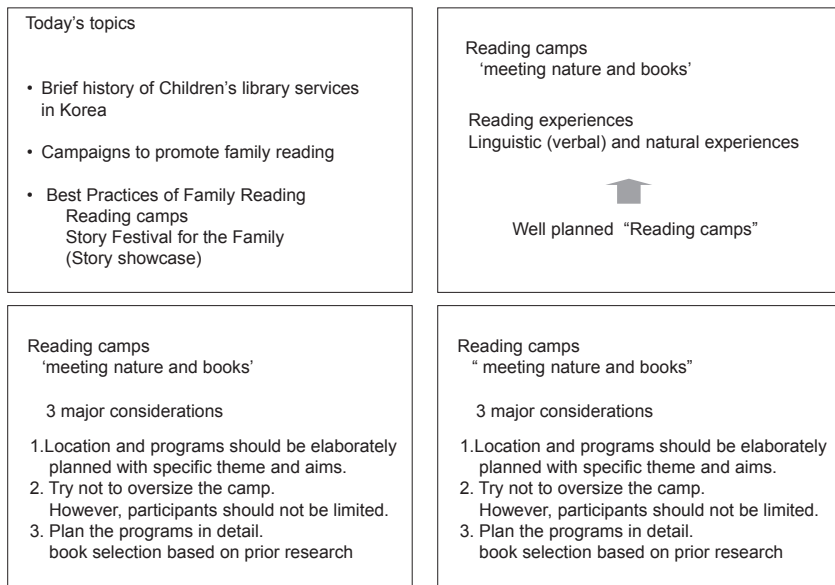 Today's topics
• Brief history of Children's library services
in Korea
• Campaigns to promote family reading
• Best Practices of Family Reading
Reading camps
Story Festival for the Family
(Story showcase)
Reading camps
'meeting nature and books'
Reading experiences
Linguistic (verbal) and natural experiences
Well planned “Reading camps”
Reading camps
'meeting nature and books'
3 major considerations
1.Location and programs should be elaborately
planned with specific theme and aims.
2. Try not to oversize the camp.
However, participants should not be limited.
3. Plan the programs in detail.
book selection based on prior research
Reading camps
“ meeting nature and books”
3 major considerations
1.Location and programs should be elaborately
planned with specific theme and aims.
2. Try not to oversize the camp.
However, participants should not be limited.
3. Plan the programs in detail.
book selection based on prior research